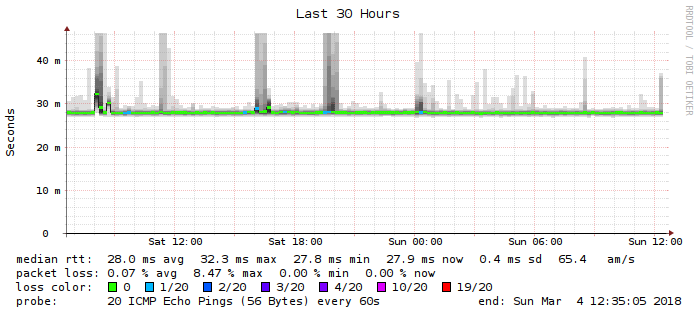 Last 30 Hours
RRDTOOL / TOBI OETIKER
Seconds
40 m
30 m
20 m
10 m
0
Sat 12:00 Sat 18:00 Sun 00:00 Sun 06:00 Sun 12:00
median rtt: 28.0 ms avg 32.3 ms max 27.8 ms min 27.9 ms now 0.4 ms sd 65.4 am/s
packet loss: 0.07 % avg 8.47 % max 0.00 % min 0.00 % now
loss color: 0 1/20 2/20 3/20 4/20 10/20 19/20
probe: 20 ICMP Echo Pings (56 Bytes) every 60s end: Sun Mar 4 12:35:05 2018